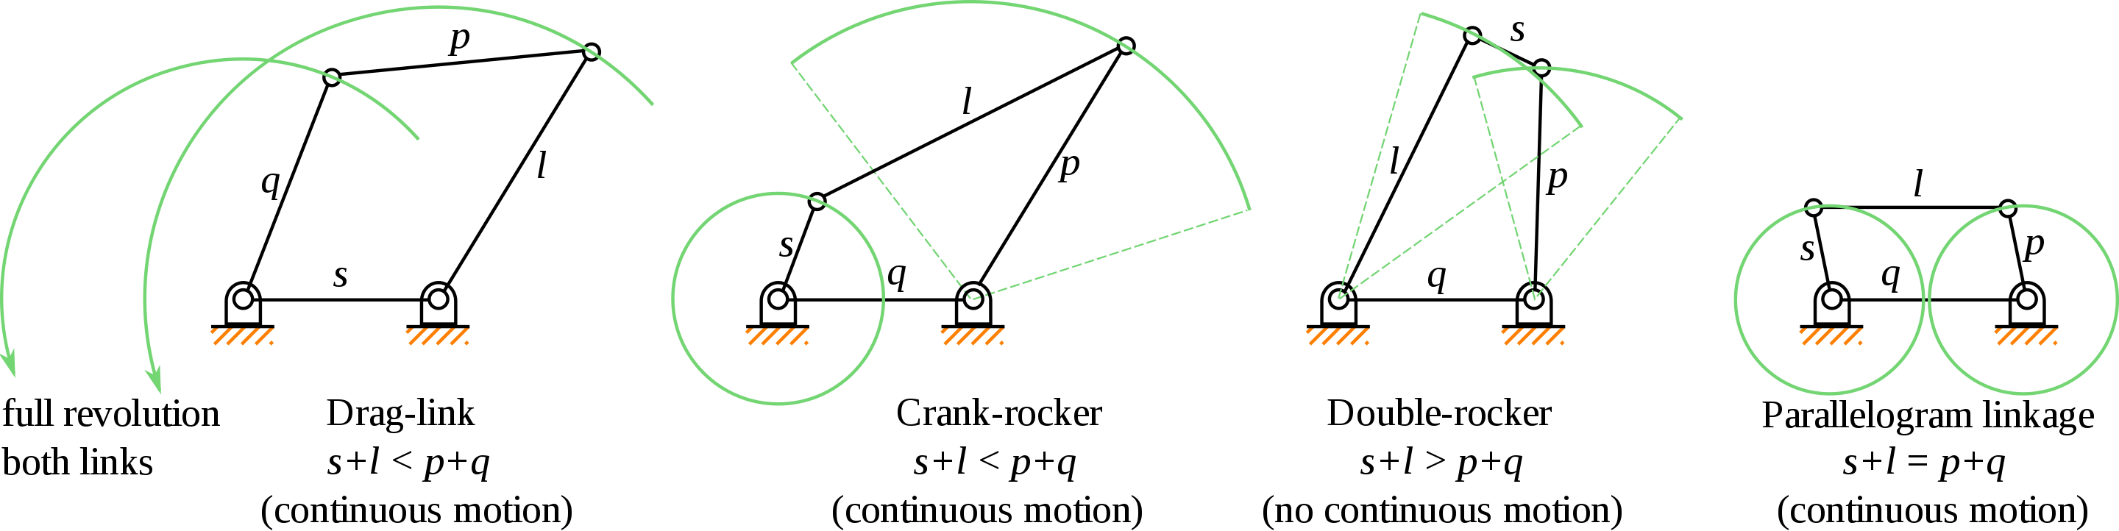 p
q
l
s
full revolution
both links
Drag-link
s+l < p+q
(continuous motion)
l
p
s
q
Crank-rocker
s+l < p+q
(continuous motion)
s
l
p
q
Double-rocker
s+l > p+q
(no continuous motion)
l
s
p
q
Parallelogram linkage
s+l = p+q
(continuous motion)